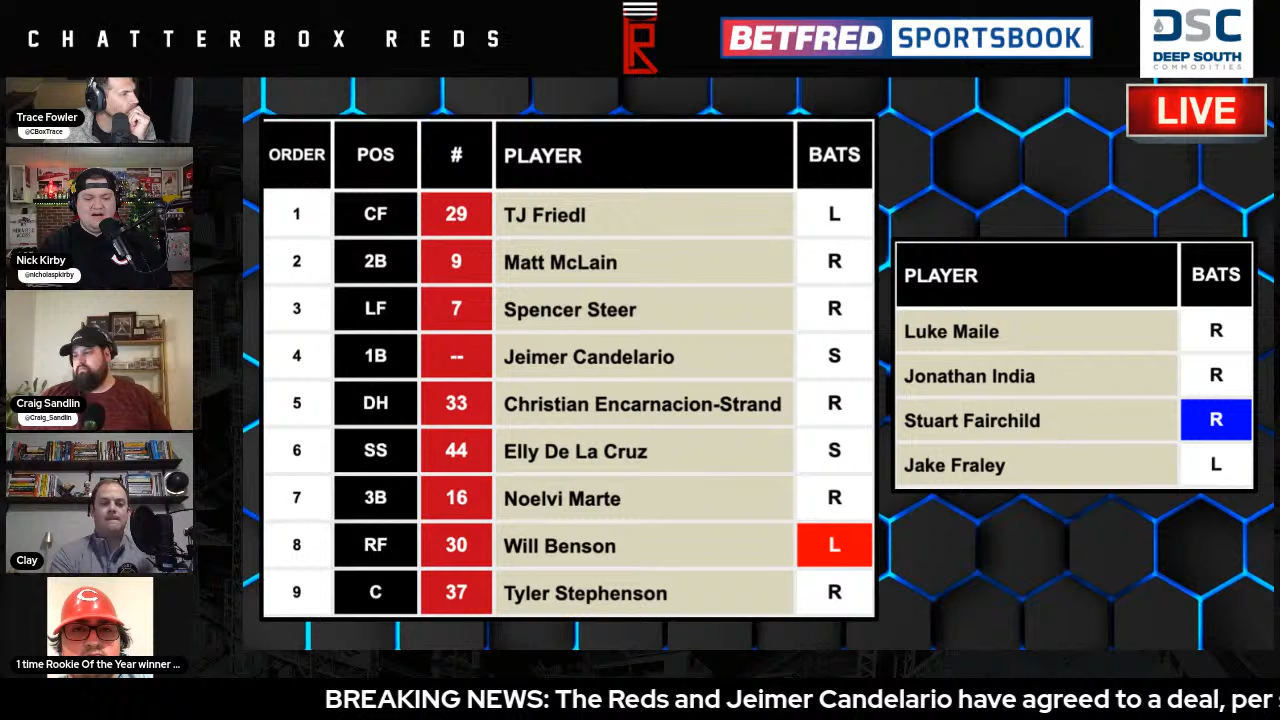 CHATTERBOX REDS
R
BETFRED SPORTSBOOK
DSC
DEEP SOUTH
COMMODITIES
LIVE
Trace Fowler
@CBoxTrace
Nick Kirby
@nicholaspkirby
Craig Sandlin
@Craig_Sandlin
Clay
1 time Rookie Of the Year winner ...
ORDER POS # PLAYER BATS
1 CF 29 TJ Friedl L
2 2B 9 Matt McLain R
3 LF 7 Spencer Steer R
4 1B -- Jeimer Candelario S
5 DH 33 Christian Encarnacion-Strand R
6 SS 44 Elly De La Cruz S
7 3B 16 Noelvi Marte R
8 RF 30 Will Benson L
9 C 37 Tyler Stephenson R
PLAYER BATS
Luke Maile R
Jonathan India R
Stuart Fairchild R
Jake Fraley L
BREAKING NEWS: The Reds and Jeimer Candelario have agreed to a deal, per